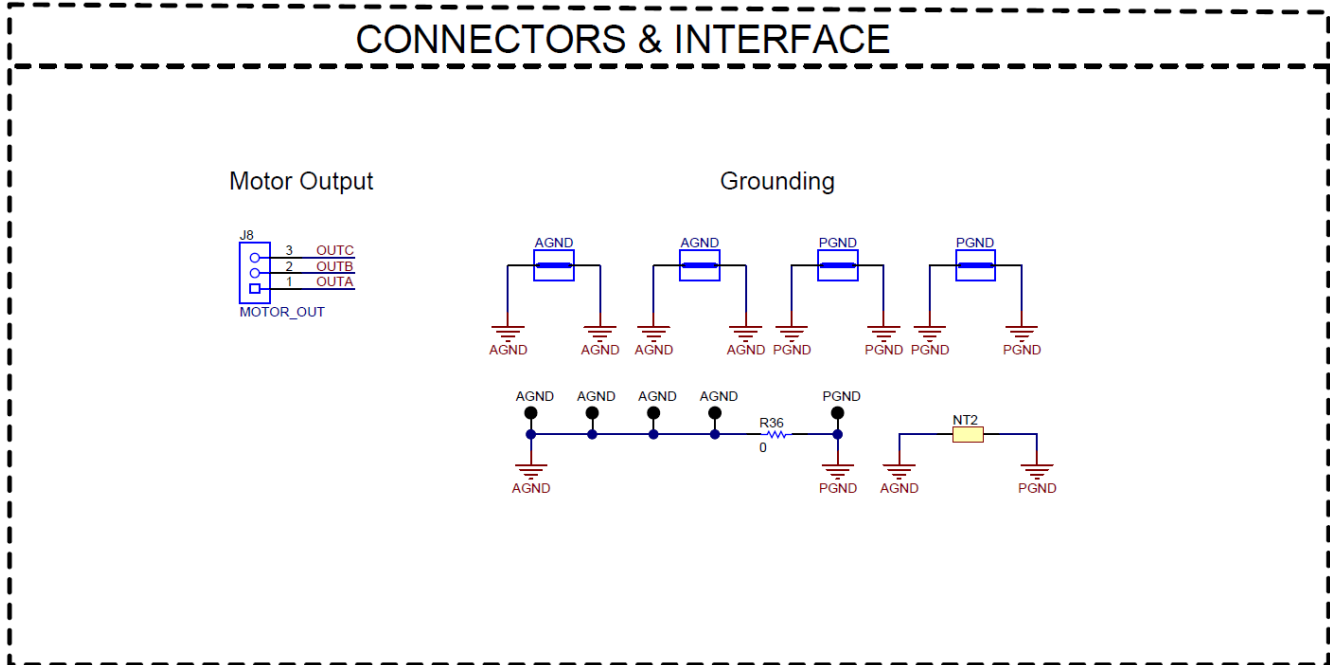 CONNECTORS & INTERFACE
Motor Output
Grounding
J8
3 OUTC
2 OUTB
1 OUTA
MOTOR_OUT
AGND AGND PGND PGND
AGND AGND AGND AGND PGND PGND PGND PGND
AGND AGND AGND AGND PGND
R36
0
NT2
AGND PGND AGND PGND